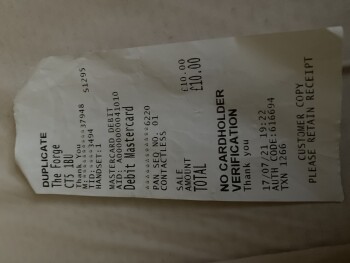 DUPLICATE
The Forge
CT5 1BU
Thank You
M:******37948
TID:****3494 51295
HANDSET:1
MASTERCARD DEBIT
AID: A0000000041010
Debit Mastercard
************6220
PAN SEQ NO. 01
CONTACTLESS
SALE
AMOUNT £10.00
TOTAL £10.00
NO CARDHOLDER
VERIFICATION
Thank you
17/07/21 19:22
AUTH CODE:616694
TXN 1266
CUSTOMER COPY
PLEASE RETAIN RECEIPT